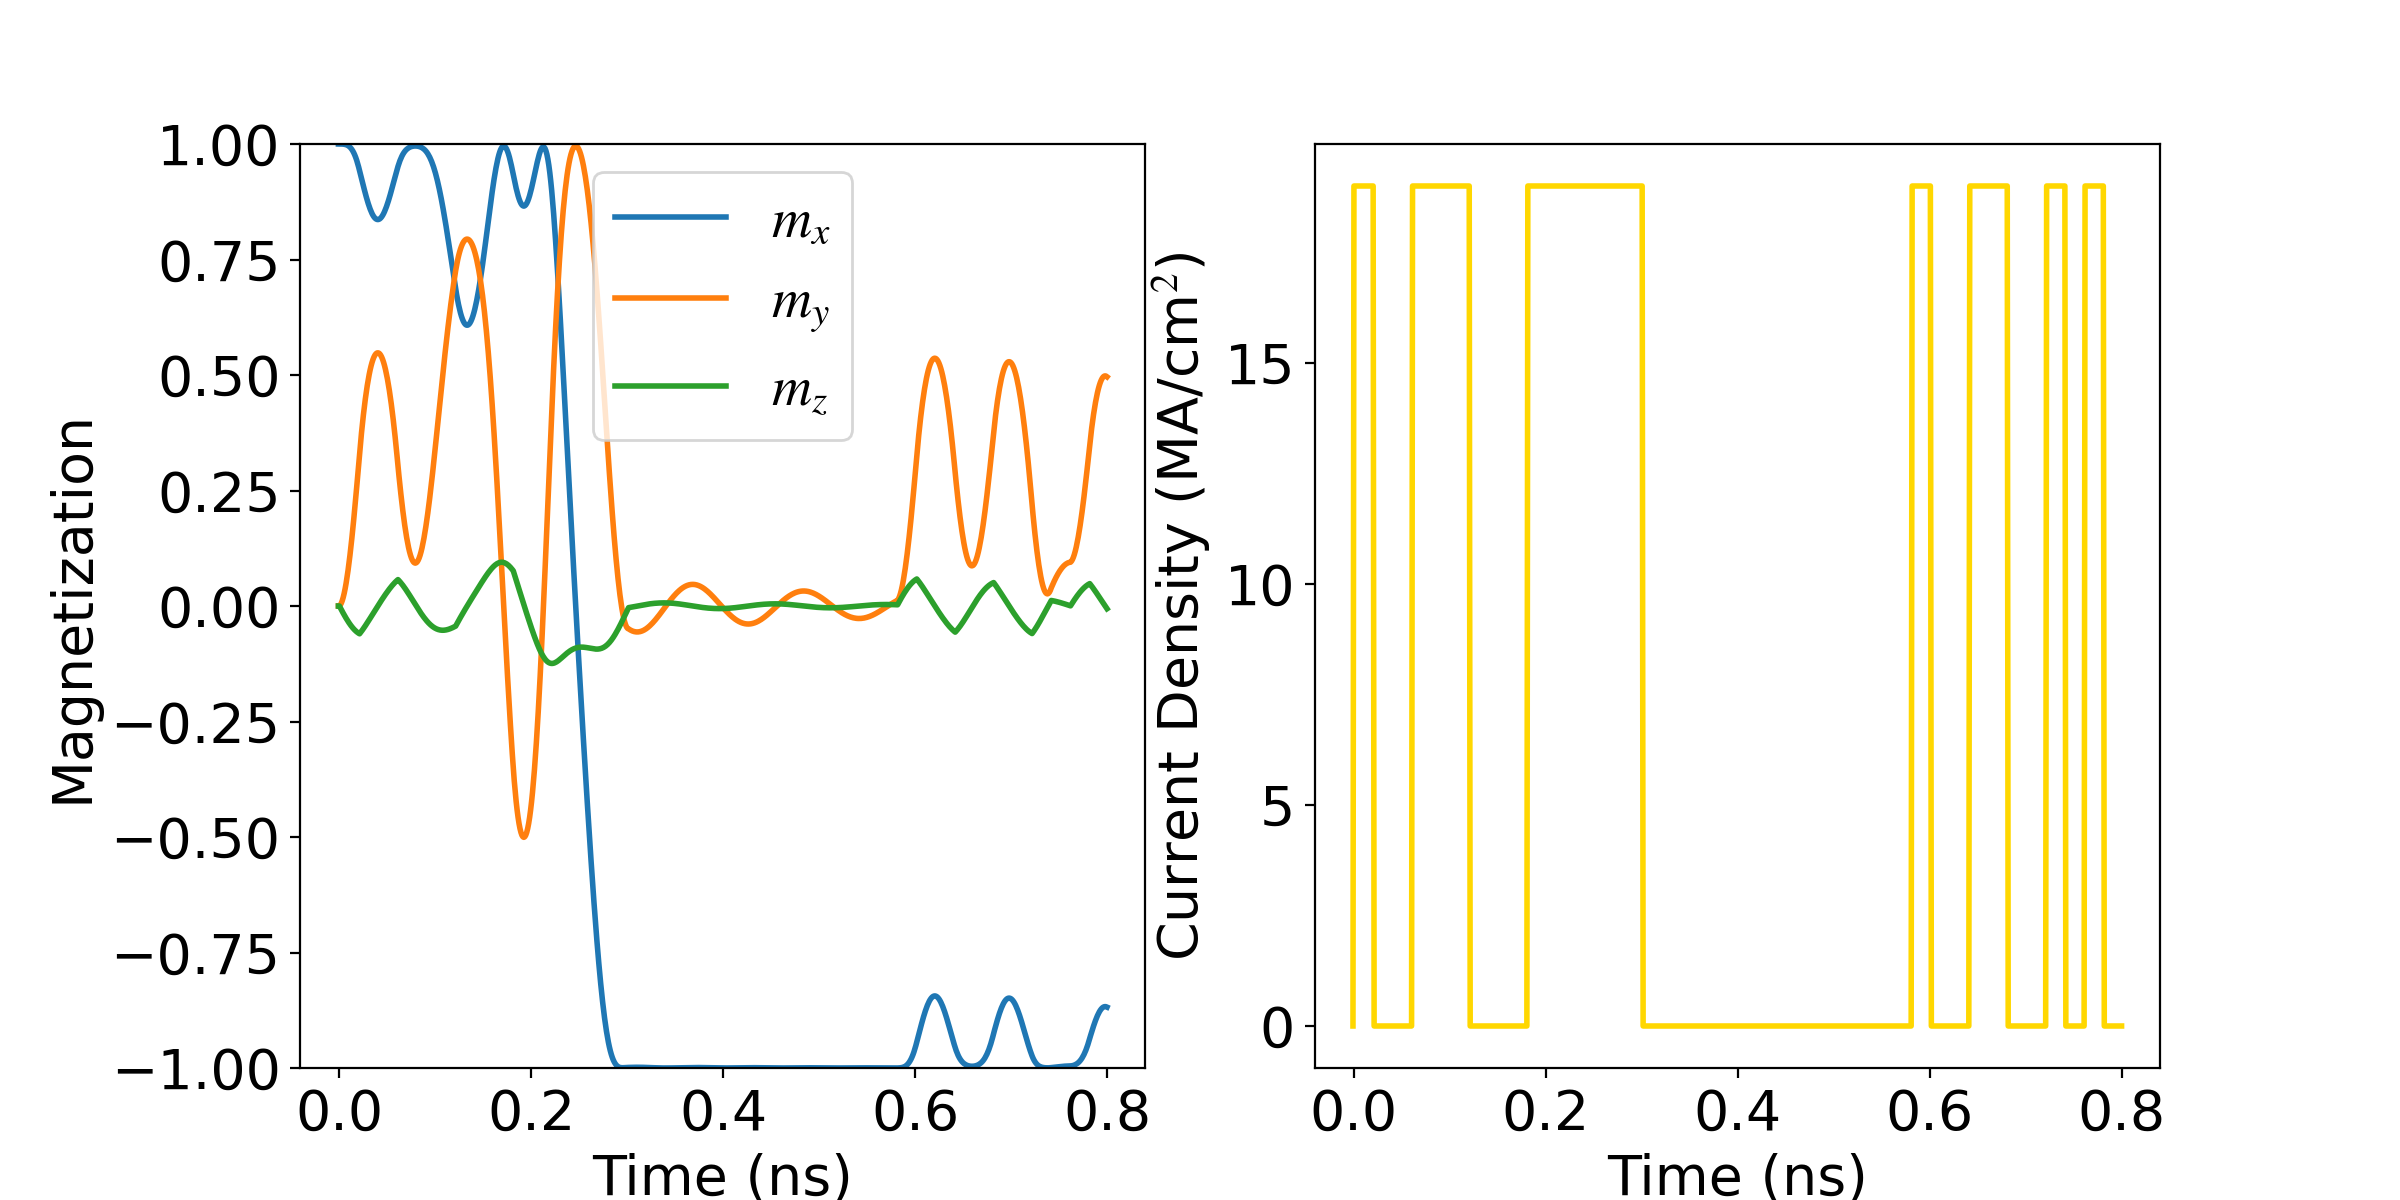 Magnetization
1.00
0.75
0.50
0.25
0.00
−0.25
−0.50
−0.75
−1.00
0.0 0.2 0.4 0.6 0.8
Time (ns)
m_x
m_y
m_z
Current Density (MA/cm²)
15
10
5
0
0.0 0.2 0.4 0.6 0.8
Time (ns)